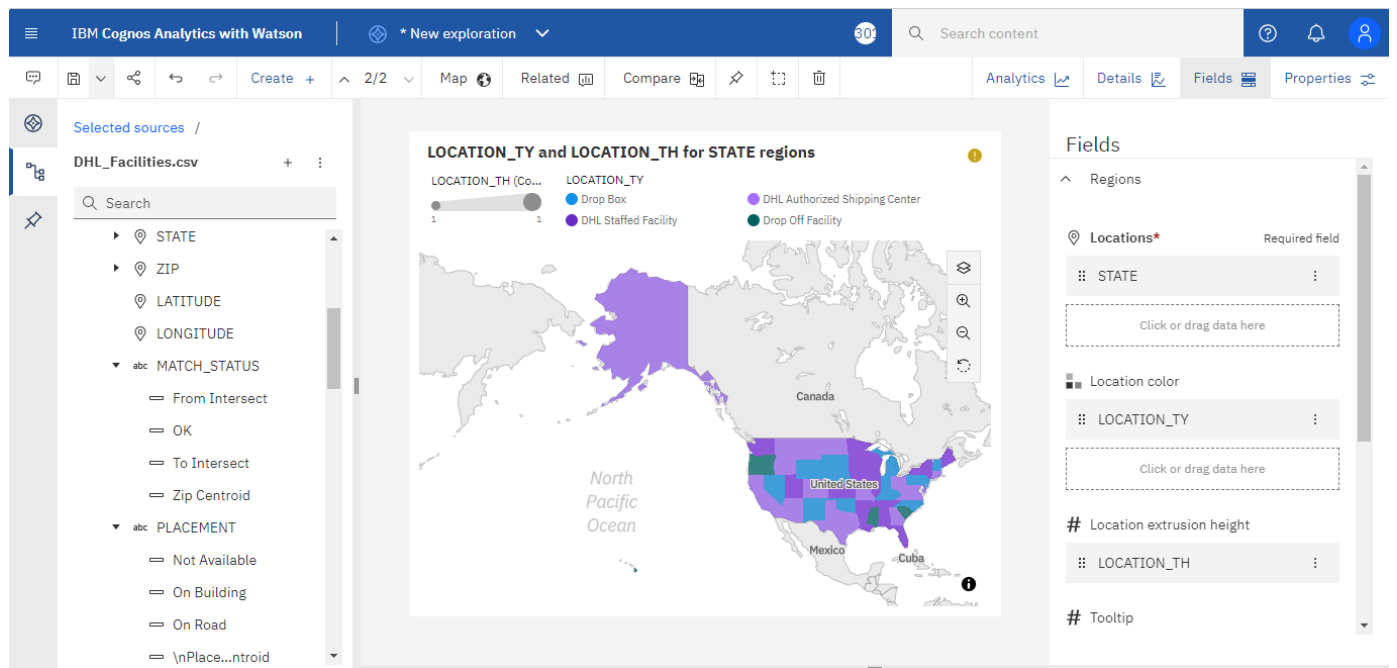 IBM Cognos Analytics with Watson
* New exploration
301
Search content
Create +
2/2
Map
Related
Compare
Analytics
Details
Fields
Properties
Selected sources /
DHL_Facilities.csv
Search
STATE
ZIP
LATITUDE
LONGITUDE
abc MATCH_STATUS
From Intersect
OK
To Intersect
Zip Centroid
abc PLACEMENT
Not Available
On Building
On Road
\nPlace...ntroid
LOCATION_TY and LOCATION_TH for STATE regions
LOCATION_TH (Co...
1 1
LOCATION_TY
Drop Box
DHL Authorized Shipping Center
DHL Staffed Facility
Drop Off Facility
Canada
United States
North
Pacific
Ocean
Mexico
Cuba
Fields
Regions
Locations* Required field
STATE
Click or drag data here
Location color
LOCATION_TY
Click or drag data here
# Location extrusion height
LOCATION_TH
# Tooltip